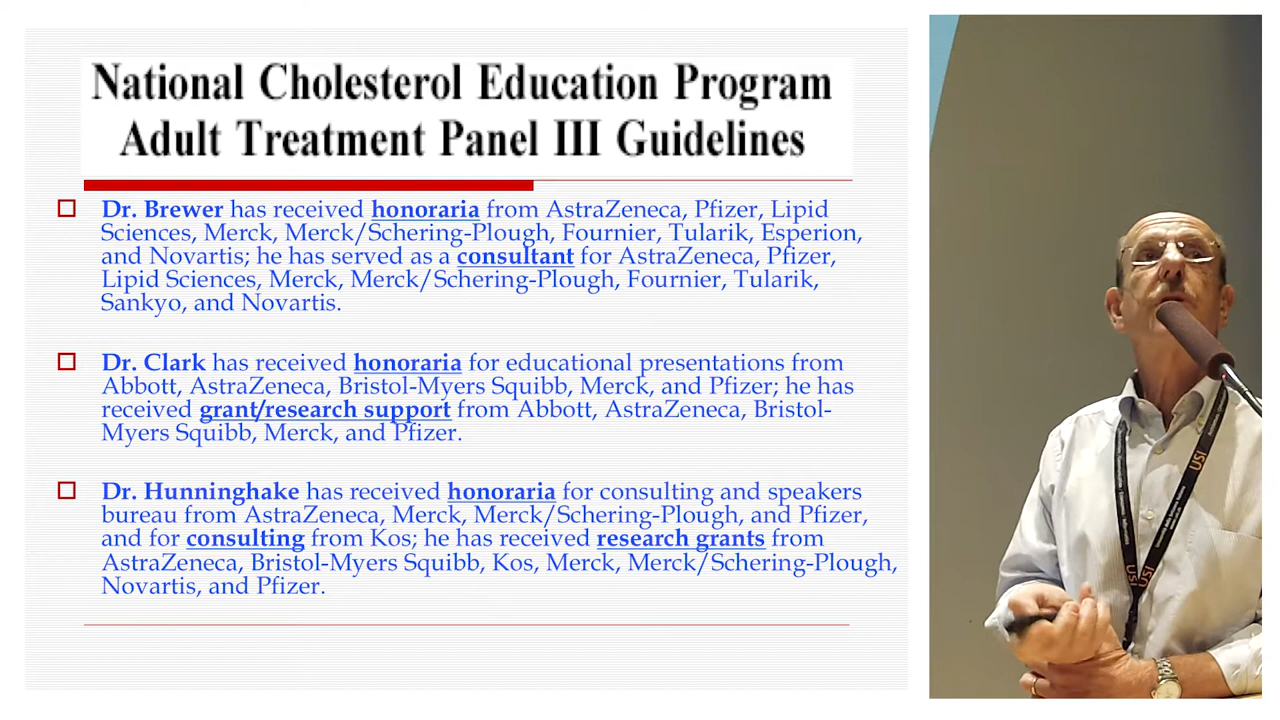 National Cholesterol Education Program
Adult Treatment Panel III Guidelines
Dr. Brewer has received honoraria from AstraZeneca, Pfizer, Lipid
Sciences, Merck, Merck/Schering-Plough, Fournier, Tularik, Esperion,
and Novartis; he has served as a consultant for AstraZeneca, Pfizer,
Lipid Sciences, Merck, Merck/Schering-Plough, Fournier, Tularik,
Sankyo, and Novartis.
Dr. Clark has received honoraria for educational presentations from
Abbott, AstraZeneca, Bristol-Myers Squibb, Merck, and Pfizer; he has
received grant/research support from Abbott, AstraZeneca, Bristol-
Myers Squibb, Merck, and Pfizer.
Dr. Hunninghake has received honoraria for consulting and speakers
bureau from AstraZeneca, Merck, Merck/Schering-Plough, and Pfizer,
and for consulting from Kos; he has received research grants from
AstraZeneca, Bristol-Myers Squibb, Kos, Merck, Merck/Schering-Plough,
Novartis, and Pfizer.
USI
USI
USI